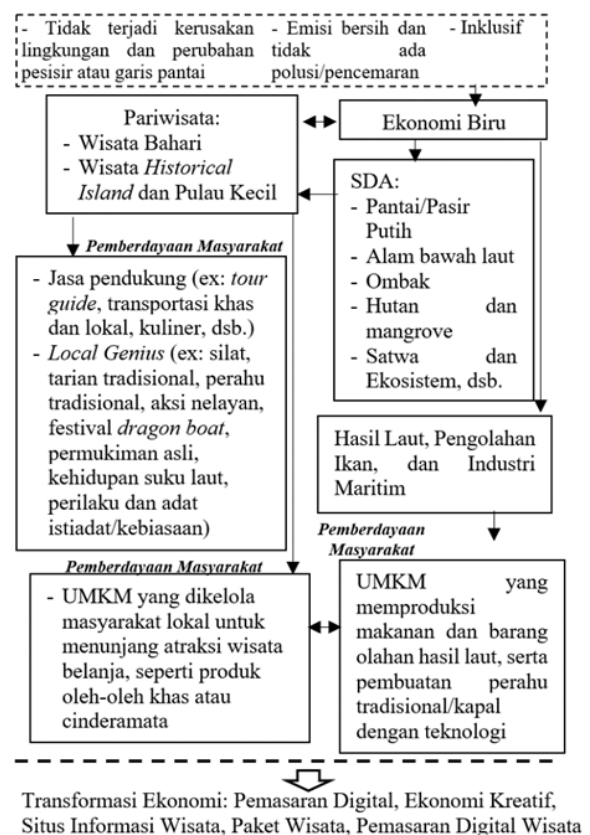 - Tidak terjadi kerusakan
lingkungan dan perubahan
pesisir atau garis pantai
- Emisi bersih dan
tidak ada
polusi/pencemaran
- Inklusif
Pariwisata:
- Wisata Bahari
- Wisata Historical
Island dan Pulau Kecil
Ekonomi Biru
SDA:
- Pantai/Pasir
Putih
- Alam bawah laut
- Ombak
- Hutan dan
mangrove
- Satwa dan
Ekosistem, dsb.
Pemberdayaan Masyarakat
- Jasa pendukung (ex: tour
guide, transportasi khas
dan lokal, kuliner, dsb.)
- Local Genius (ex: silat,
tarian tradisional, perahu
tradisional, aksi nelayan,
festival dragon boat,
permukiman asli,
kehidupan suku laut,
perilaku dan adat
istiadat/kebiasaan)
Hasil Laut, Pengolahan
Ikan, dan Industri
Maritim
Pemberdayaan
Masyarakat
Pemberdayaan Masyarakat
- UMKM yang dikelola
masyarakat lokal untuk
menunjang atraksi wisata
belanja, seperti produk
oleh-oleh khas atau
cinderamata
UMKM yang
memproduksi
makanan dan barang
olahan hasil laut, serta
pembuatan perahu
tradisional/kapal
dengan teknologi
Transformasi Ekonomi: Pemasaran Digital, Ekonomi Kreatif,
Situs Informasi Wisata, Paket Wisata, Pemasaran Digital Wisata